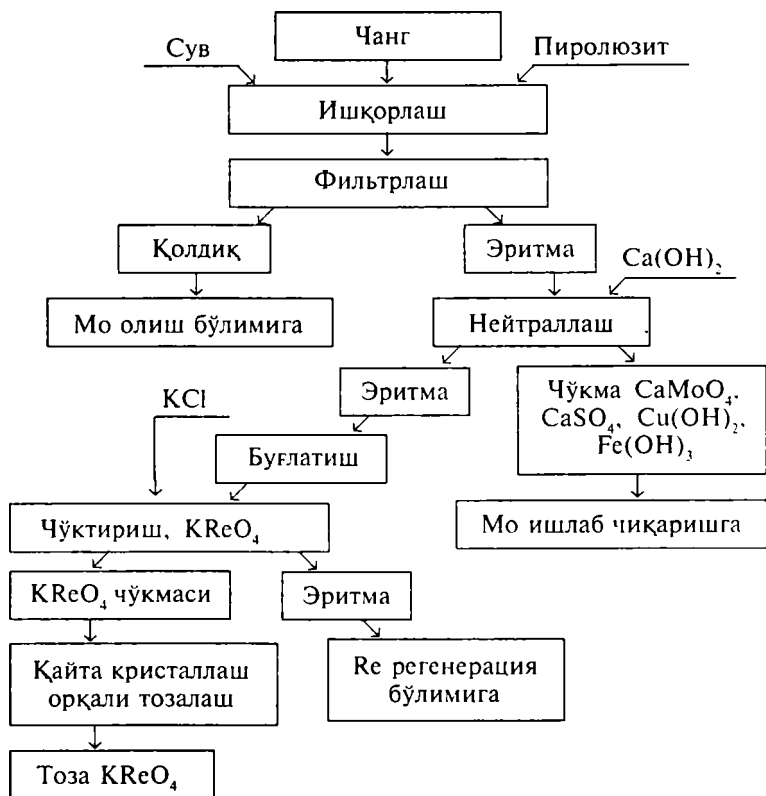 Чанг
Сув
Пиролюзит
Ишқорлаш
Фильтрлаш
Қолдиқ
Эритма
Ca(OH)₂
Мо олиш бўлимига
Нейтраллаш
Эритма
Чўкма CaMoO₄.
CaSO₄, Cu(OH)₂,
Fe(OH)₃
KCl
Буғлатиш
Чўктириш, KReO₄
Мо ишлаб чиқаришга
KReO₄ чўкмаси
Эритма
Қайта кристаллаш
орқали тозалаш
Re регенерация
бўлимига
Тоза KReO₄